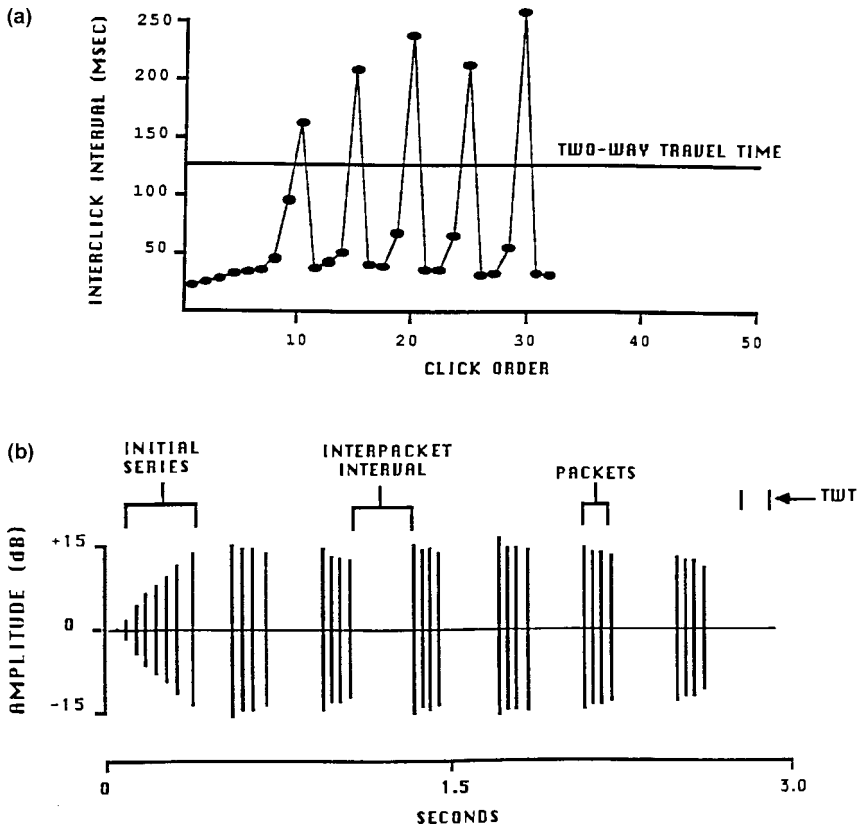 (a)
INTERCLICK INTERVAL (MSEC)
250
200
150
100
50
TWO-WAY TRAVEL TIME
10 20 30 40 50
CLICK ORDER
(b)
INITIAL
SERIES
INTERPACKET
INTERVAL
PACKETS
TWT
AMPLITUDE (dB)
+15
0
-15
0 1.5 3.0
SECONDS